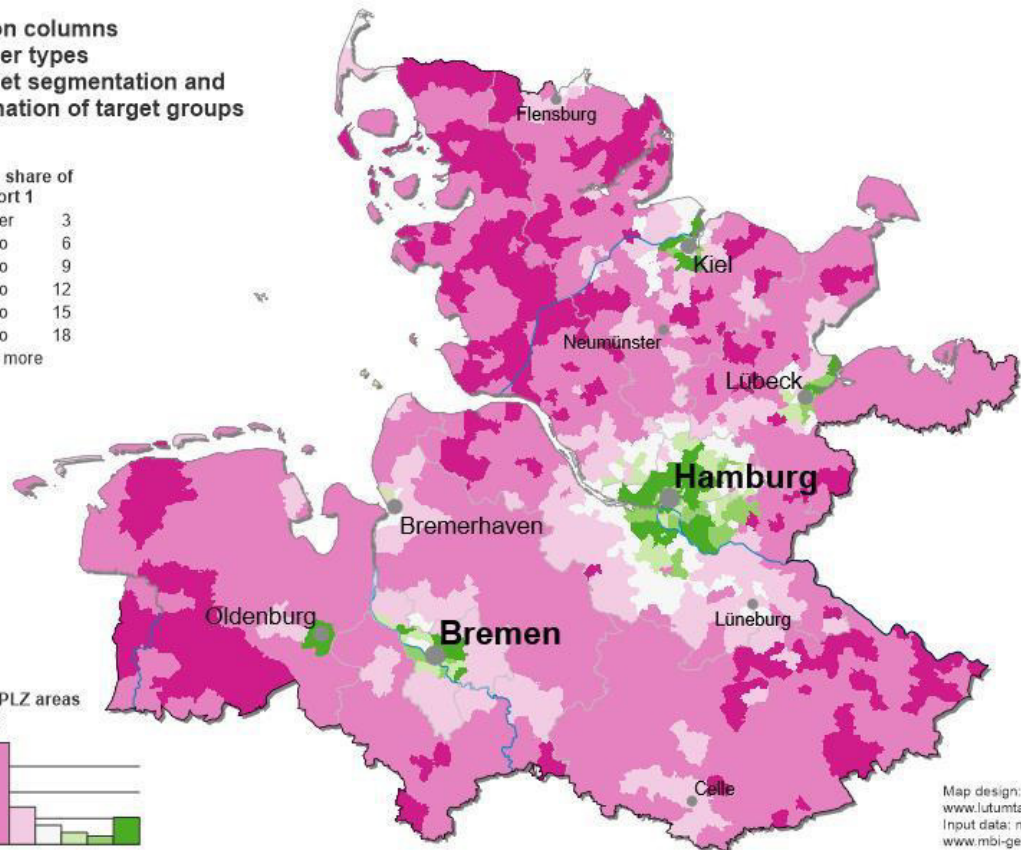 on columns
er types
et segmentation and
nation of target groups
share of
ort 1
er 3
o 6
o 9
o 12
o 15
o 18
more
Flensburg
Kiel
Neumünster
Lübeck
Hamburg
Bremerhaven
Oldenburg
Bremen
Lüneburg
PLZ areas
Celle
Map design:
www.lutumta
Input data: n
www.mbi-ge